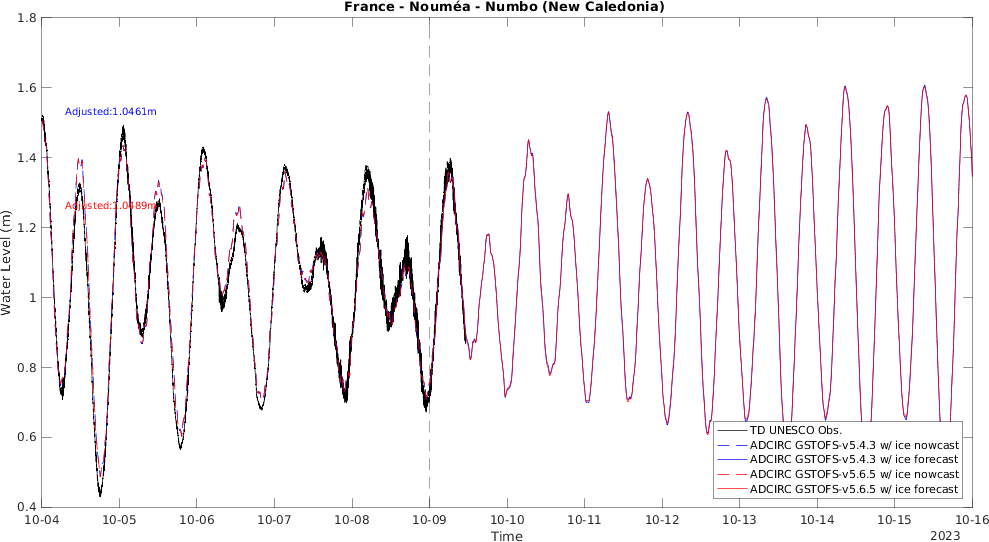 France - Nouméa - Numbo (New Caledonia)
1.8
1.6
1.4
1.2
1
0.8
0.6
0.4
Water Level (m)
Adjusted:1.0461m
Adjusted:1.0489m
TD UNESCO Obs.
ADCIRC GSTOFS-v5.4.3 w/ ice nowcast
ADCIRC GSTOFS-v5.4.3 w/ ice forecast
ADCIRC GSTOFS-v5.6.5 w/ ice nowcast
ADCIRC GSTOFS-v5.6.5 w/ ice forecast
10-04 10-05 10-06 10-07 10-08 10-09 10-10 10-11 10-12 10-13 10-14 10-15 10-16
Time
2023